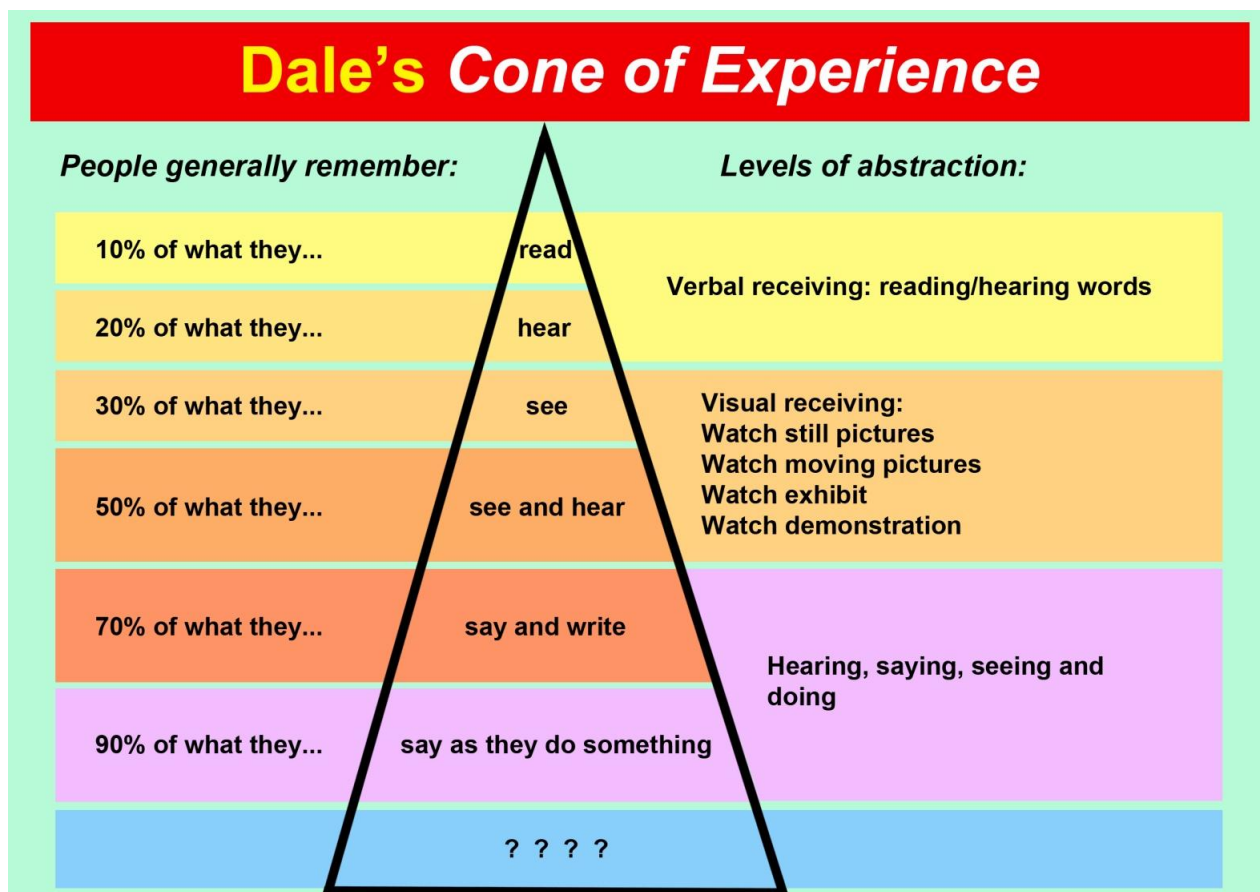 Dale’s Cone of Experience
People generally remember:
Levels of abstraction:
10% of what they...
read
Verbal receiving: reading/hearing words
20% of what they...
hear
30% of what they...
see
Visual receiving:
Watch still pictures
Watch moving pictures
Watch exhibit
Watch demonstration
50% of what they...
see and hear
70% of what they...
say and write
Hearing, saying, seeing and
doing
90% of what they...
say as they do something
? ? ? ?